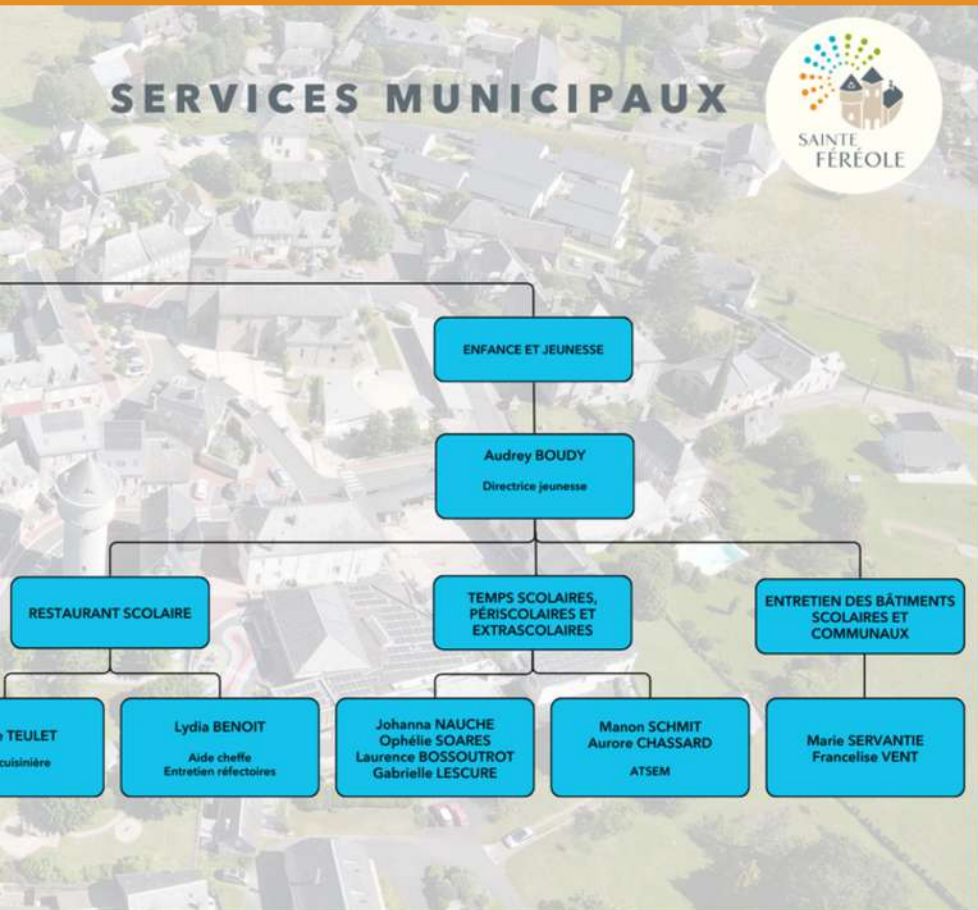 SERVICES MUNICIPAUX
SAINTE
FÉRÉOLE
ENFANCE ET JEUNESSE
Audrey BOUDY
Directrice jeunesse
RESTAURANT SCOLAIRE
TEMPS SCOLAIRES,
PÉRISCOLAIRES ET
EXTRASCOLAIRES
ENTRETIEN DES BÂTIMENTS
SCOLAIRES ET
COMMUNAUX
TEULET
cuisinière
Lydia BENOIT
Aide cheffe
Entretien réfectoires
Johanna NAUCHE
Ophélie SOARES
Laurence BOSSOUTROT
Gabrielle LESCURE
Manon SCHMIT
Aurore CHASSARD
ATSEM
Marie SERVANTIE
Francelise VENT